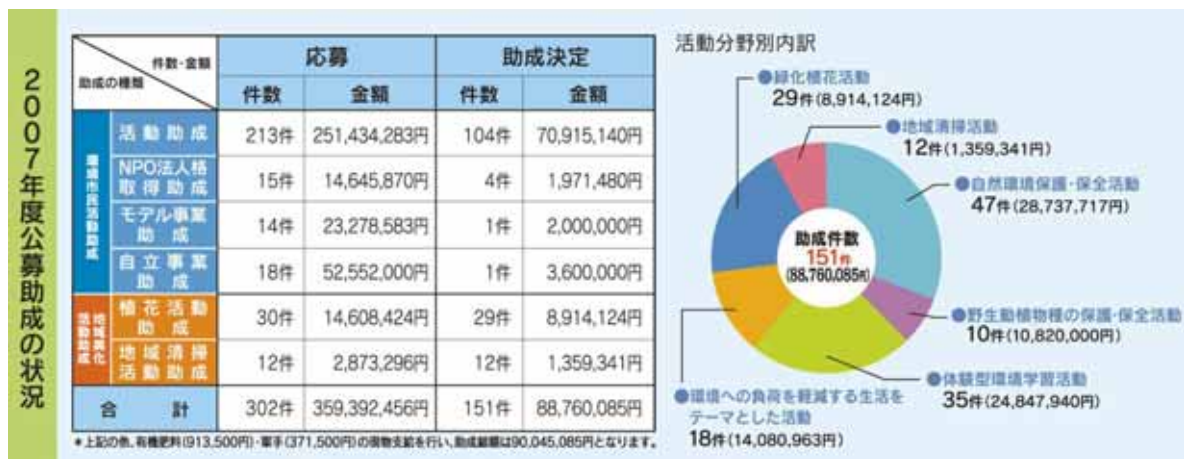 2007年度公募助成の状況
件数・金額
助成の種類
応募
助成決定
件数 金額 件数 金額
環境市民活動助成
活動助成 213件 251,434,283円 104件 70,915,140円
NPO法人格
取得助成 15件 14,645,870円 4件 1,971,480円
モデル事業
助成 14件 23,278,583円 1件 2,000,000円
自立事業
助成 18件 52,552,000円 1件 3,600,000円
地域美化
活動助成
植花活動
助成 30件 14,608,424円 29件 8,914,124円
地域清掃
活動助成 12件 2,873,296円 12件 1,359,341円
合計 302件 359,392,456円 151件 88,760,085円
*上記の他、有機肥料(913,500円)・軍手(371,500円)の現物支給を行い、助成総額は90,045,085円となります。
活動分野別内訳
●緑化植花活動
29件(8,914,124円)
●地域清掃活動
12件(1,359,341円)
●自然環境保護・保全活動
47件(28,737,717円)
助成件数
151件
(88,760,085円)
●野生動植物種の保護・保全活動
10件(10,820,000円)
●体験型環境学習活動
35件(24,847,940円)
●環境への負荷を軽減する生活を
テーマとした活動
18件(14,080,963円)